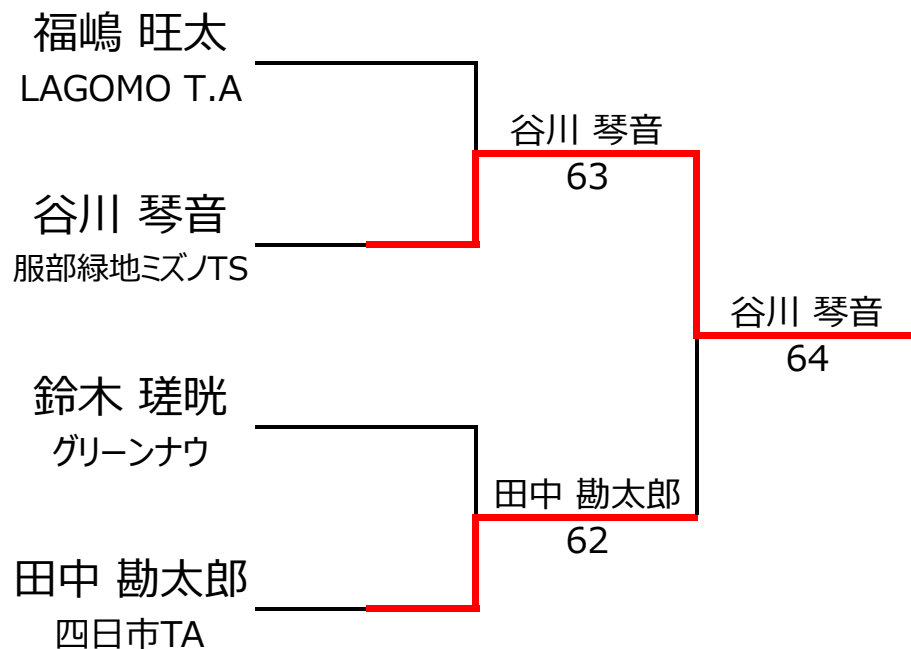 福嶋 旺太
LAGOMO T.A
谷川 琴音
63
谷川 琴音
服部緑地ミズノTS
谷川 琴音
64
鈴木 瑳晄
グリーンナウ
田中 勘太郎
62
田中 勘太郎
四日市TA